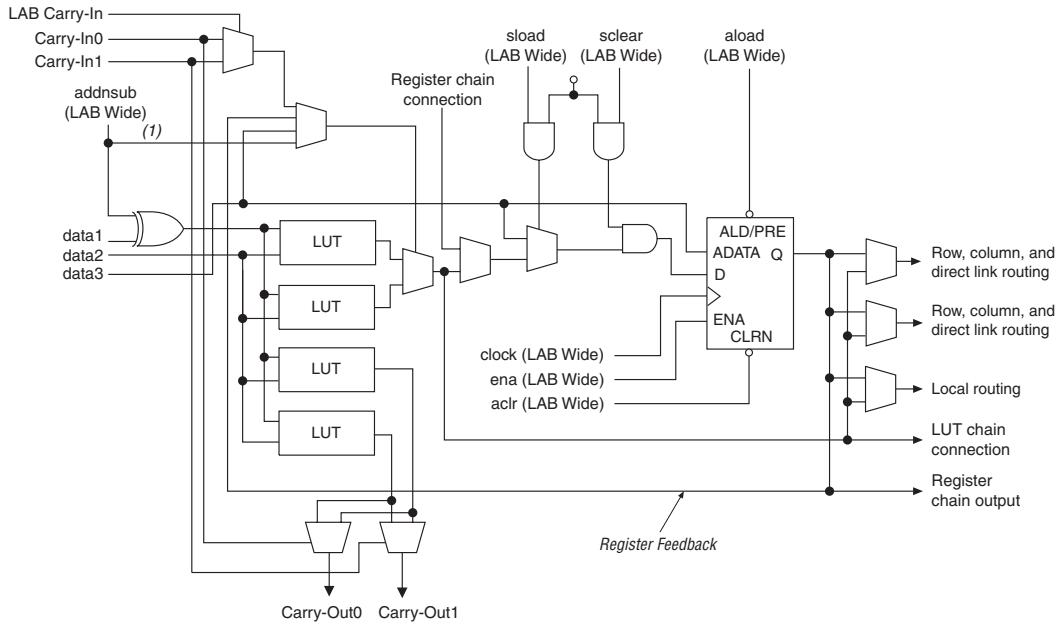 LAB Carry-In
Carry-In0
Carry-In1
addnsub
(LAB Wide)
(1)
Register chain
connection
sload
(LAB Wide)
sclear
(LAB Wide)
aload
(LAB Wide)
data1
data2
data3
LUT
LUT
LUT
LUT
ALD/PRE
ADATA
Q
D
ENA
CLRN
clock (LAB Wide)
ena (LAB Wide)
aclr (LAB Wide)
Row, column, and
direct link routing
Row, column, and
direct link routing
Local routing
LUT chain
connection
Register
chain output
Register Feedback
Carry-Out0
Carry-Out1